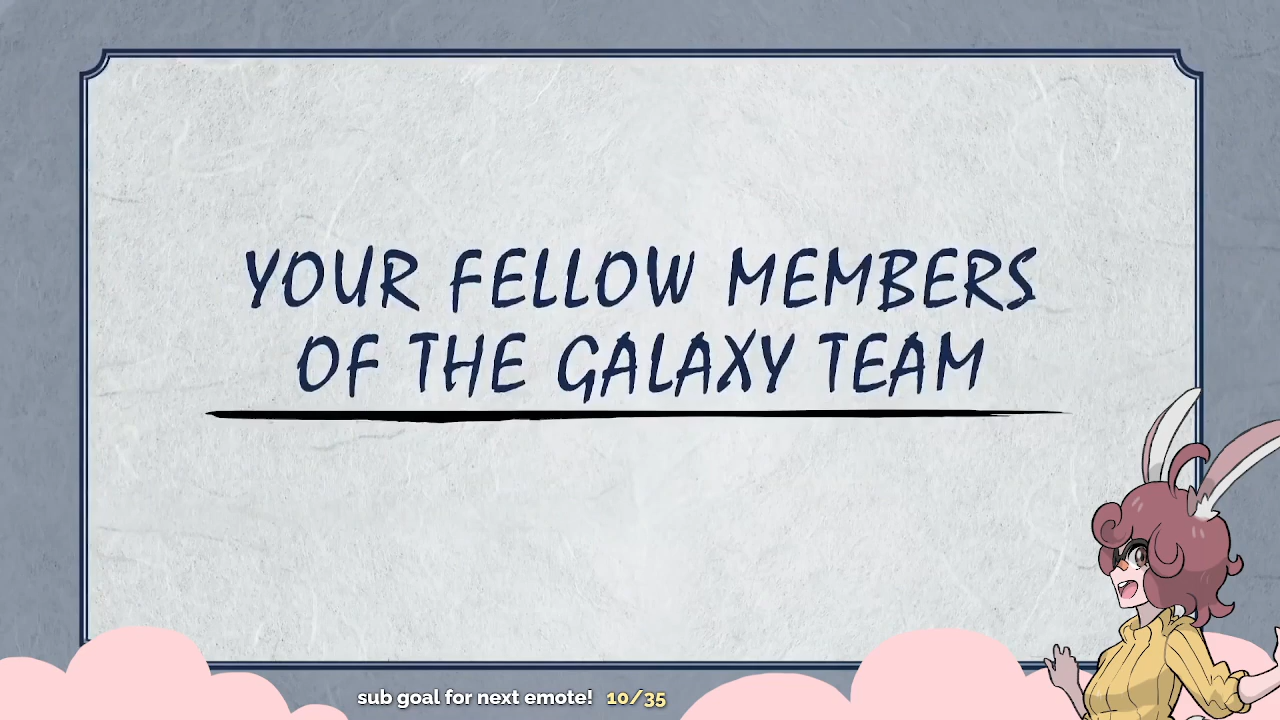 YOUR FELLOW MEMBERS
OF THE GALAXY TEAM
sub goal for next emote! 10/35